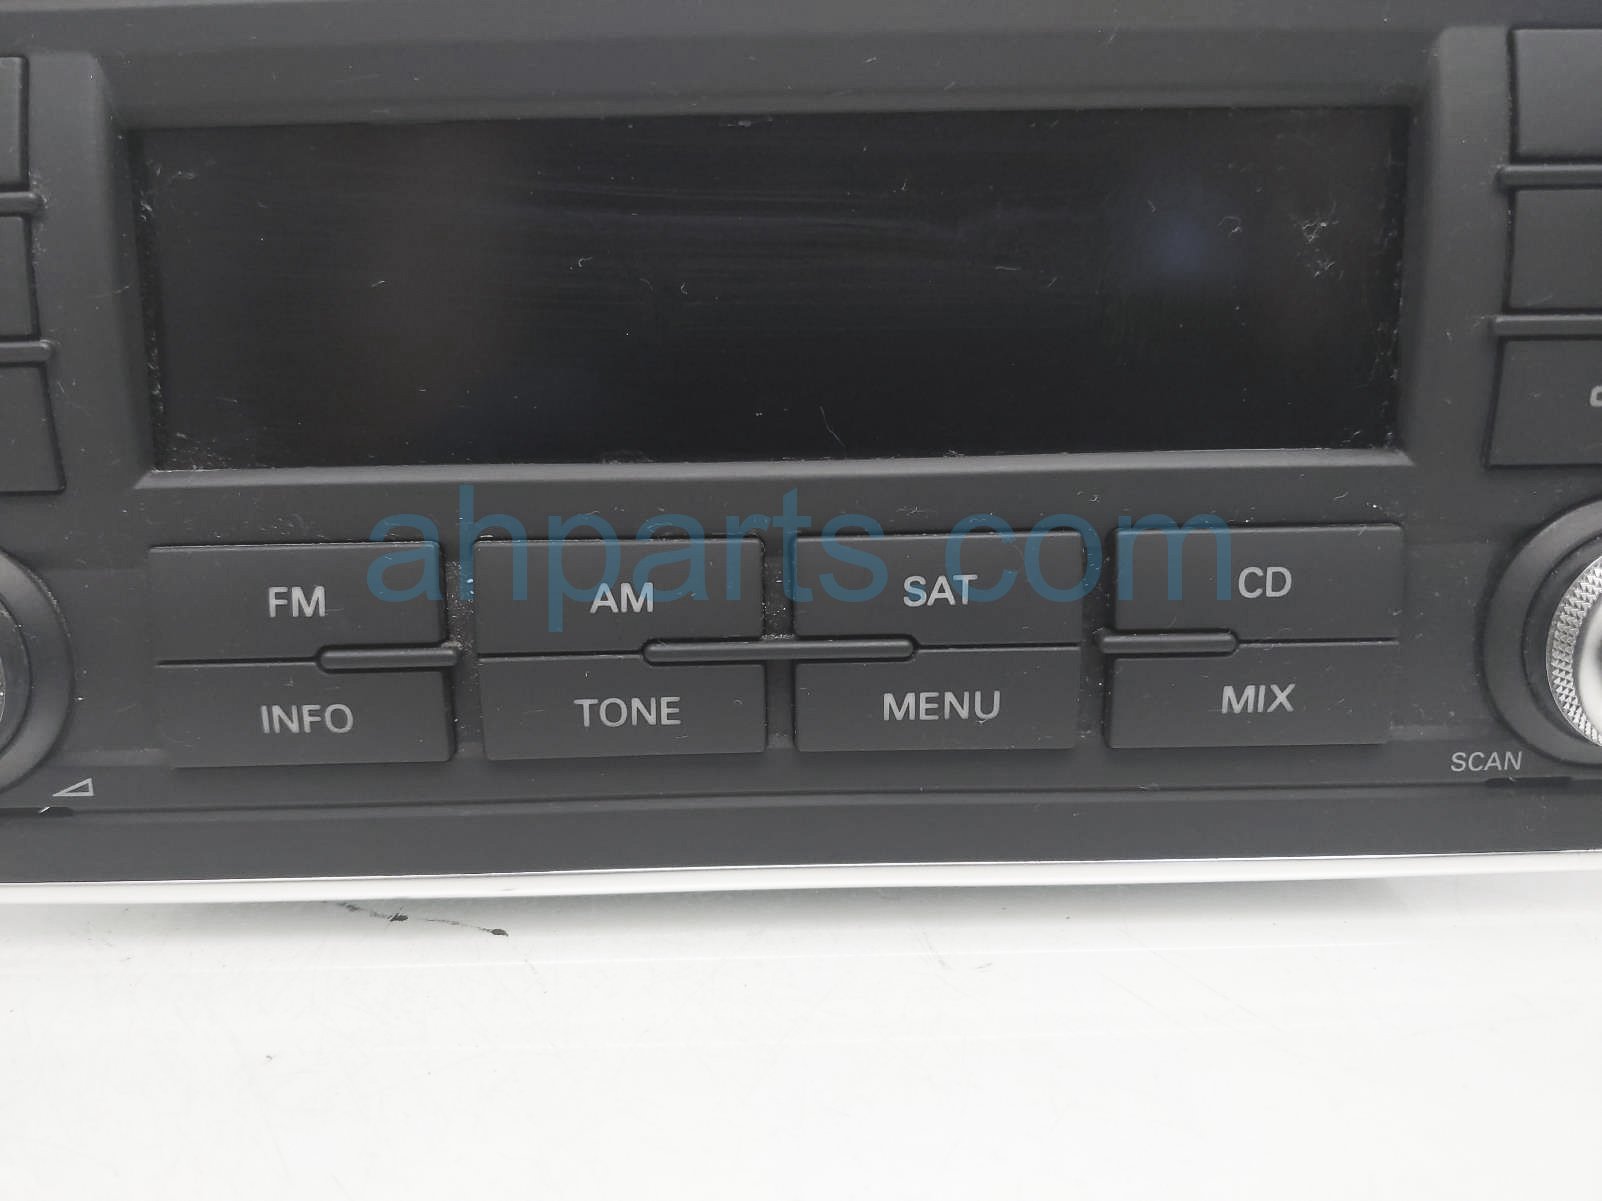 ahparts.com
FM AM SAT CD
INFO TONE MENU MIX
SCAN